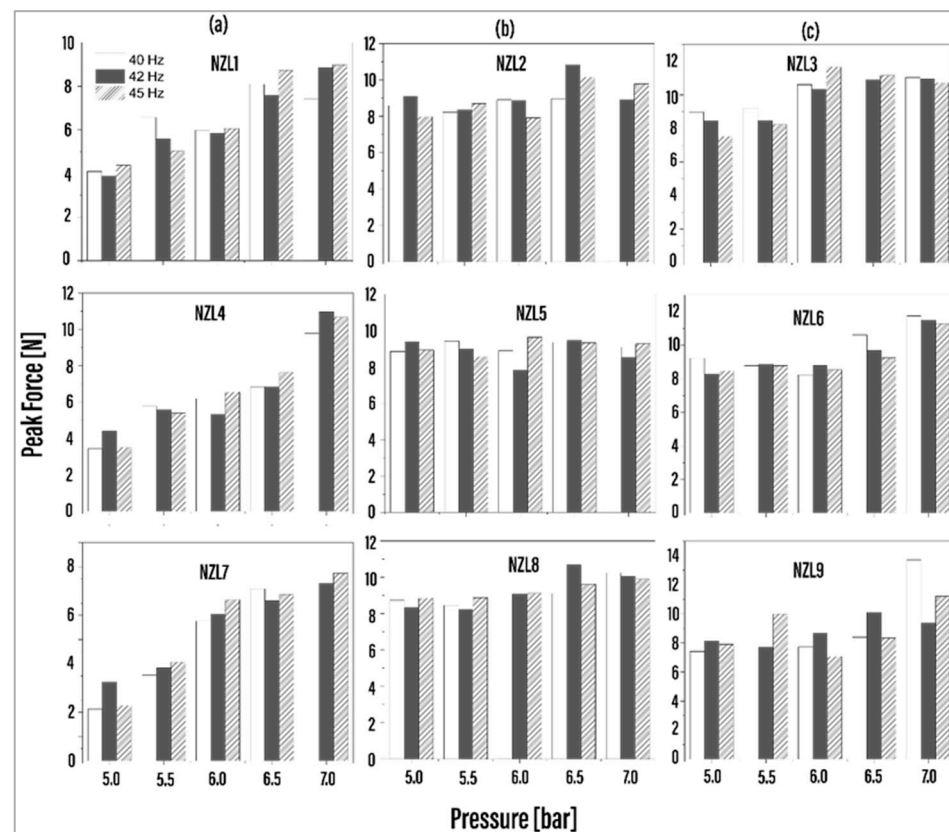 (a) (b) (c)
10 12 12
NZL1 NZL2 NZL3
40 Hz
42 Hz
45 Hz
8 10 10
6 8 8
4 6 6
2 4 4
0 2 2
0 0
12 12 12
NZL4 NZL5 NZL6
10 10 10
8 8 8
6 6 6
4 4 4
2 2 2
0 0 0
Peak Force [N]
8 12 14
NZL7 NZL8 NZL9
6 10 12
4 8 10
2 6 8
0 4 6
2 4
0 2
0
5.0 5.5 6.0 6.5 7.0 5.0 5.5 6.0 6.5 7.0 5.0 5.5 6.0 6.5 7.0
Pressure [bar]